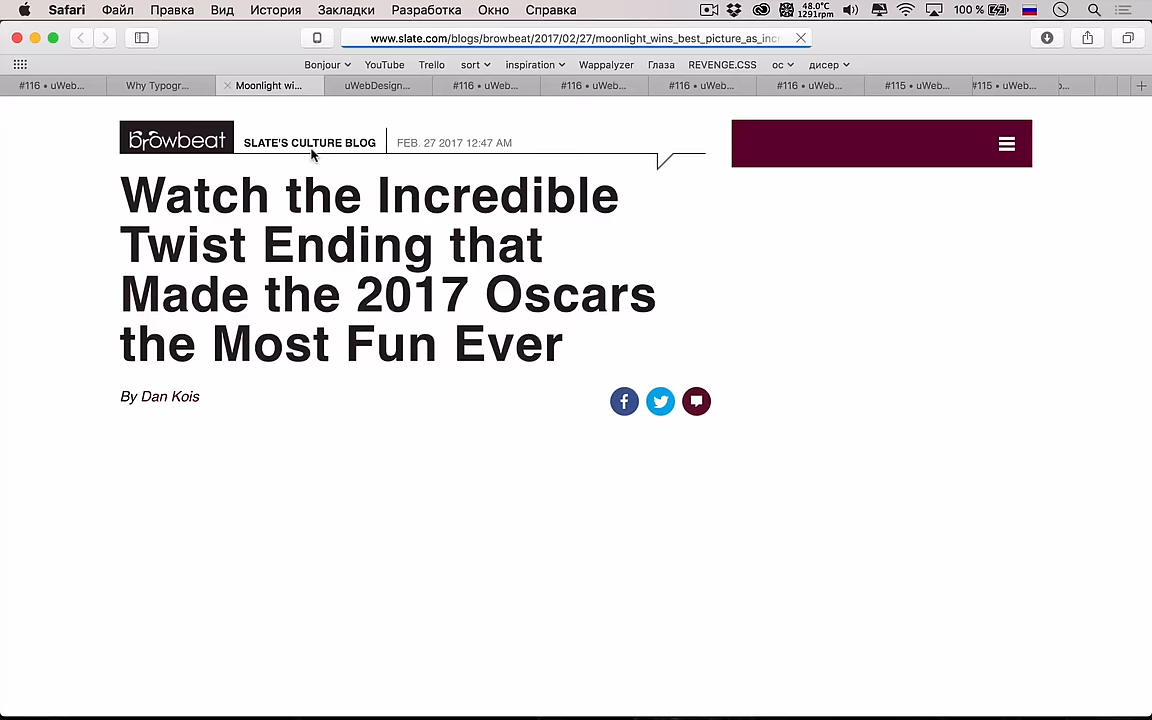 Safari Файл Правка Вид История Закладки Разработка Окно Справка 48.0°C 1291rpm 100 %
www.slate.com/blogs/browbeat/2017/02/27/moonlight_wins_best_picture_as_incr
Bonjour YouTube Trello sort inspiration Wappalyzer Глаза REVENGE.CSS ос дисер
#116 • uWeb... Why Typogr... Moonlight wi... uWebDesign... #116 • uWeb... #116 • uWeb... #116 • uWeb... #116 • uWeb... #115 • uWeb... #115 • uWeb...
browbeat SLATE'S CULTURE BLOG FEB. 27 2017 12:47 AM
Watch the Incredible
Twist Ending that
Made the 2017 Oscars
the Most Fun Ever
By Dan Kois